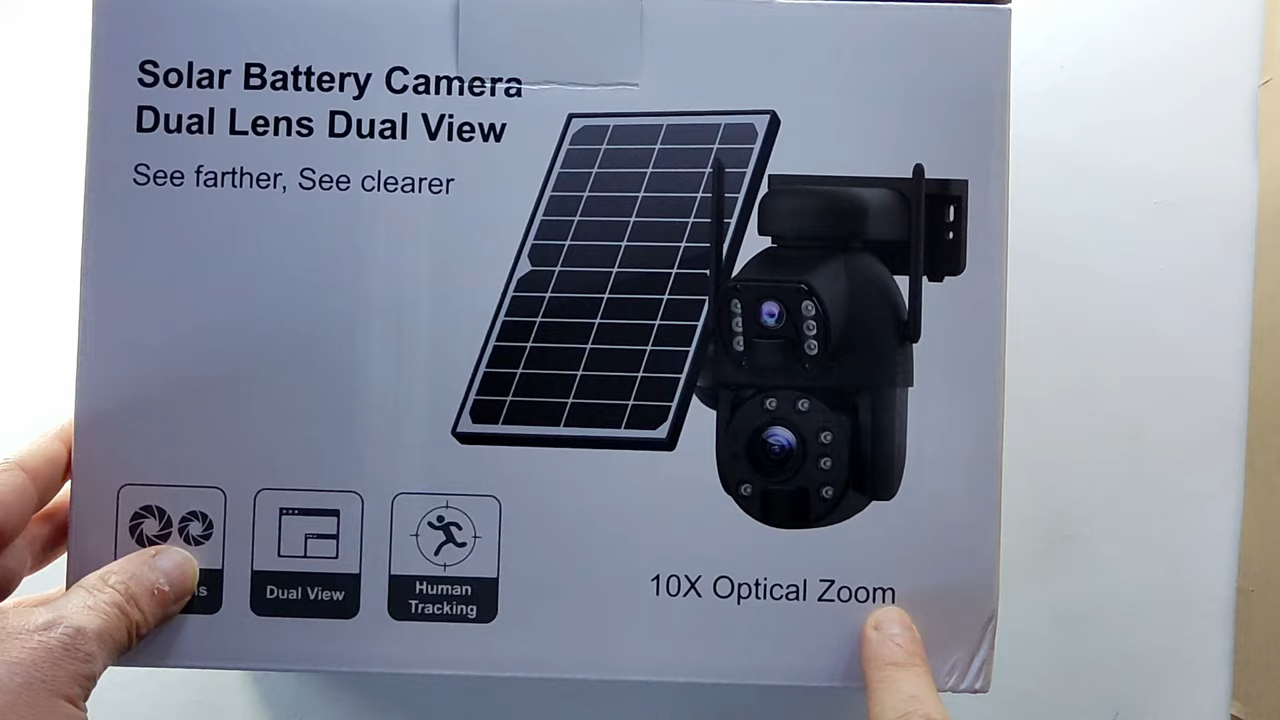 Solar Battery Camera
Dual Lens Dual View
See farther, See clearer
Dual View
Human
Tracking
10X Optical Zoom